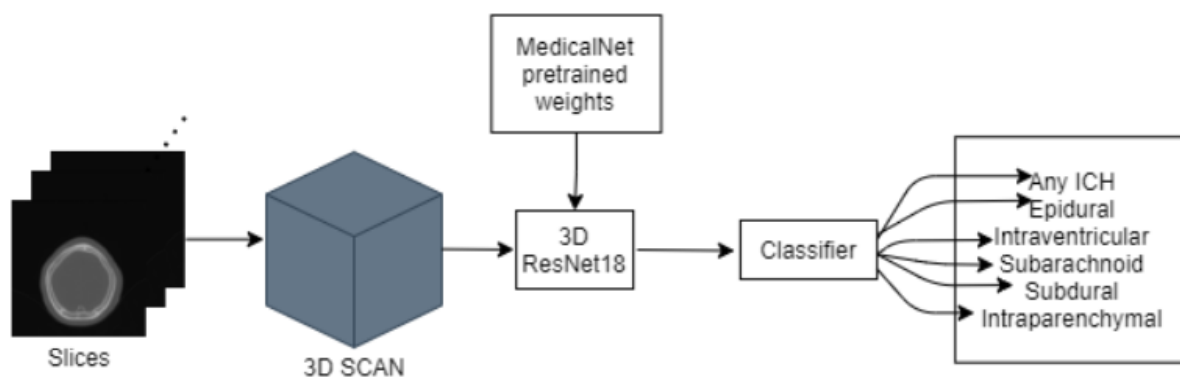 MedicalNet
pretrained
weights
Slices
3D SCAN
3D
ResNet18
Classifier
Any ICH
Epidural
Intraventricular
Subarachnoid
Subdural
Intraparenchymal